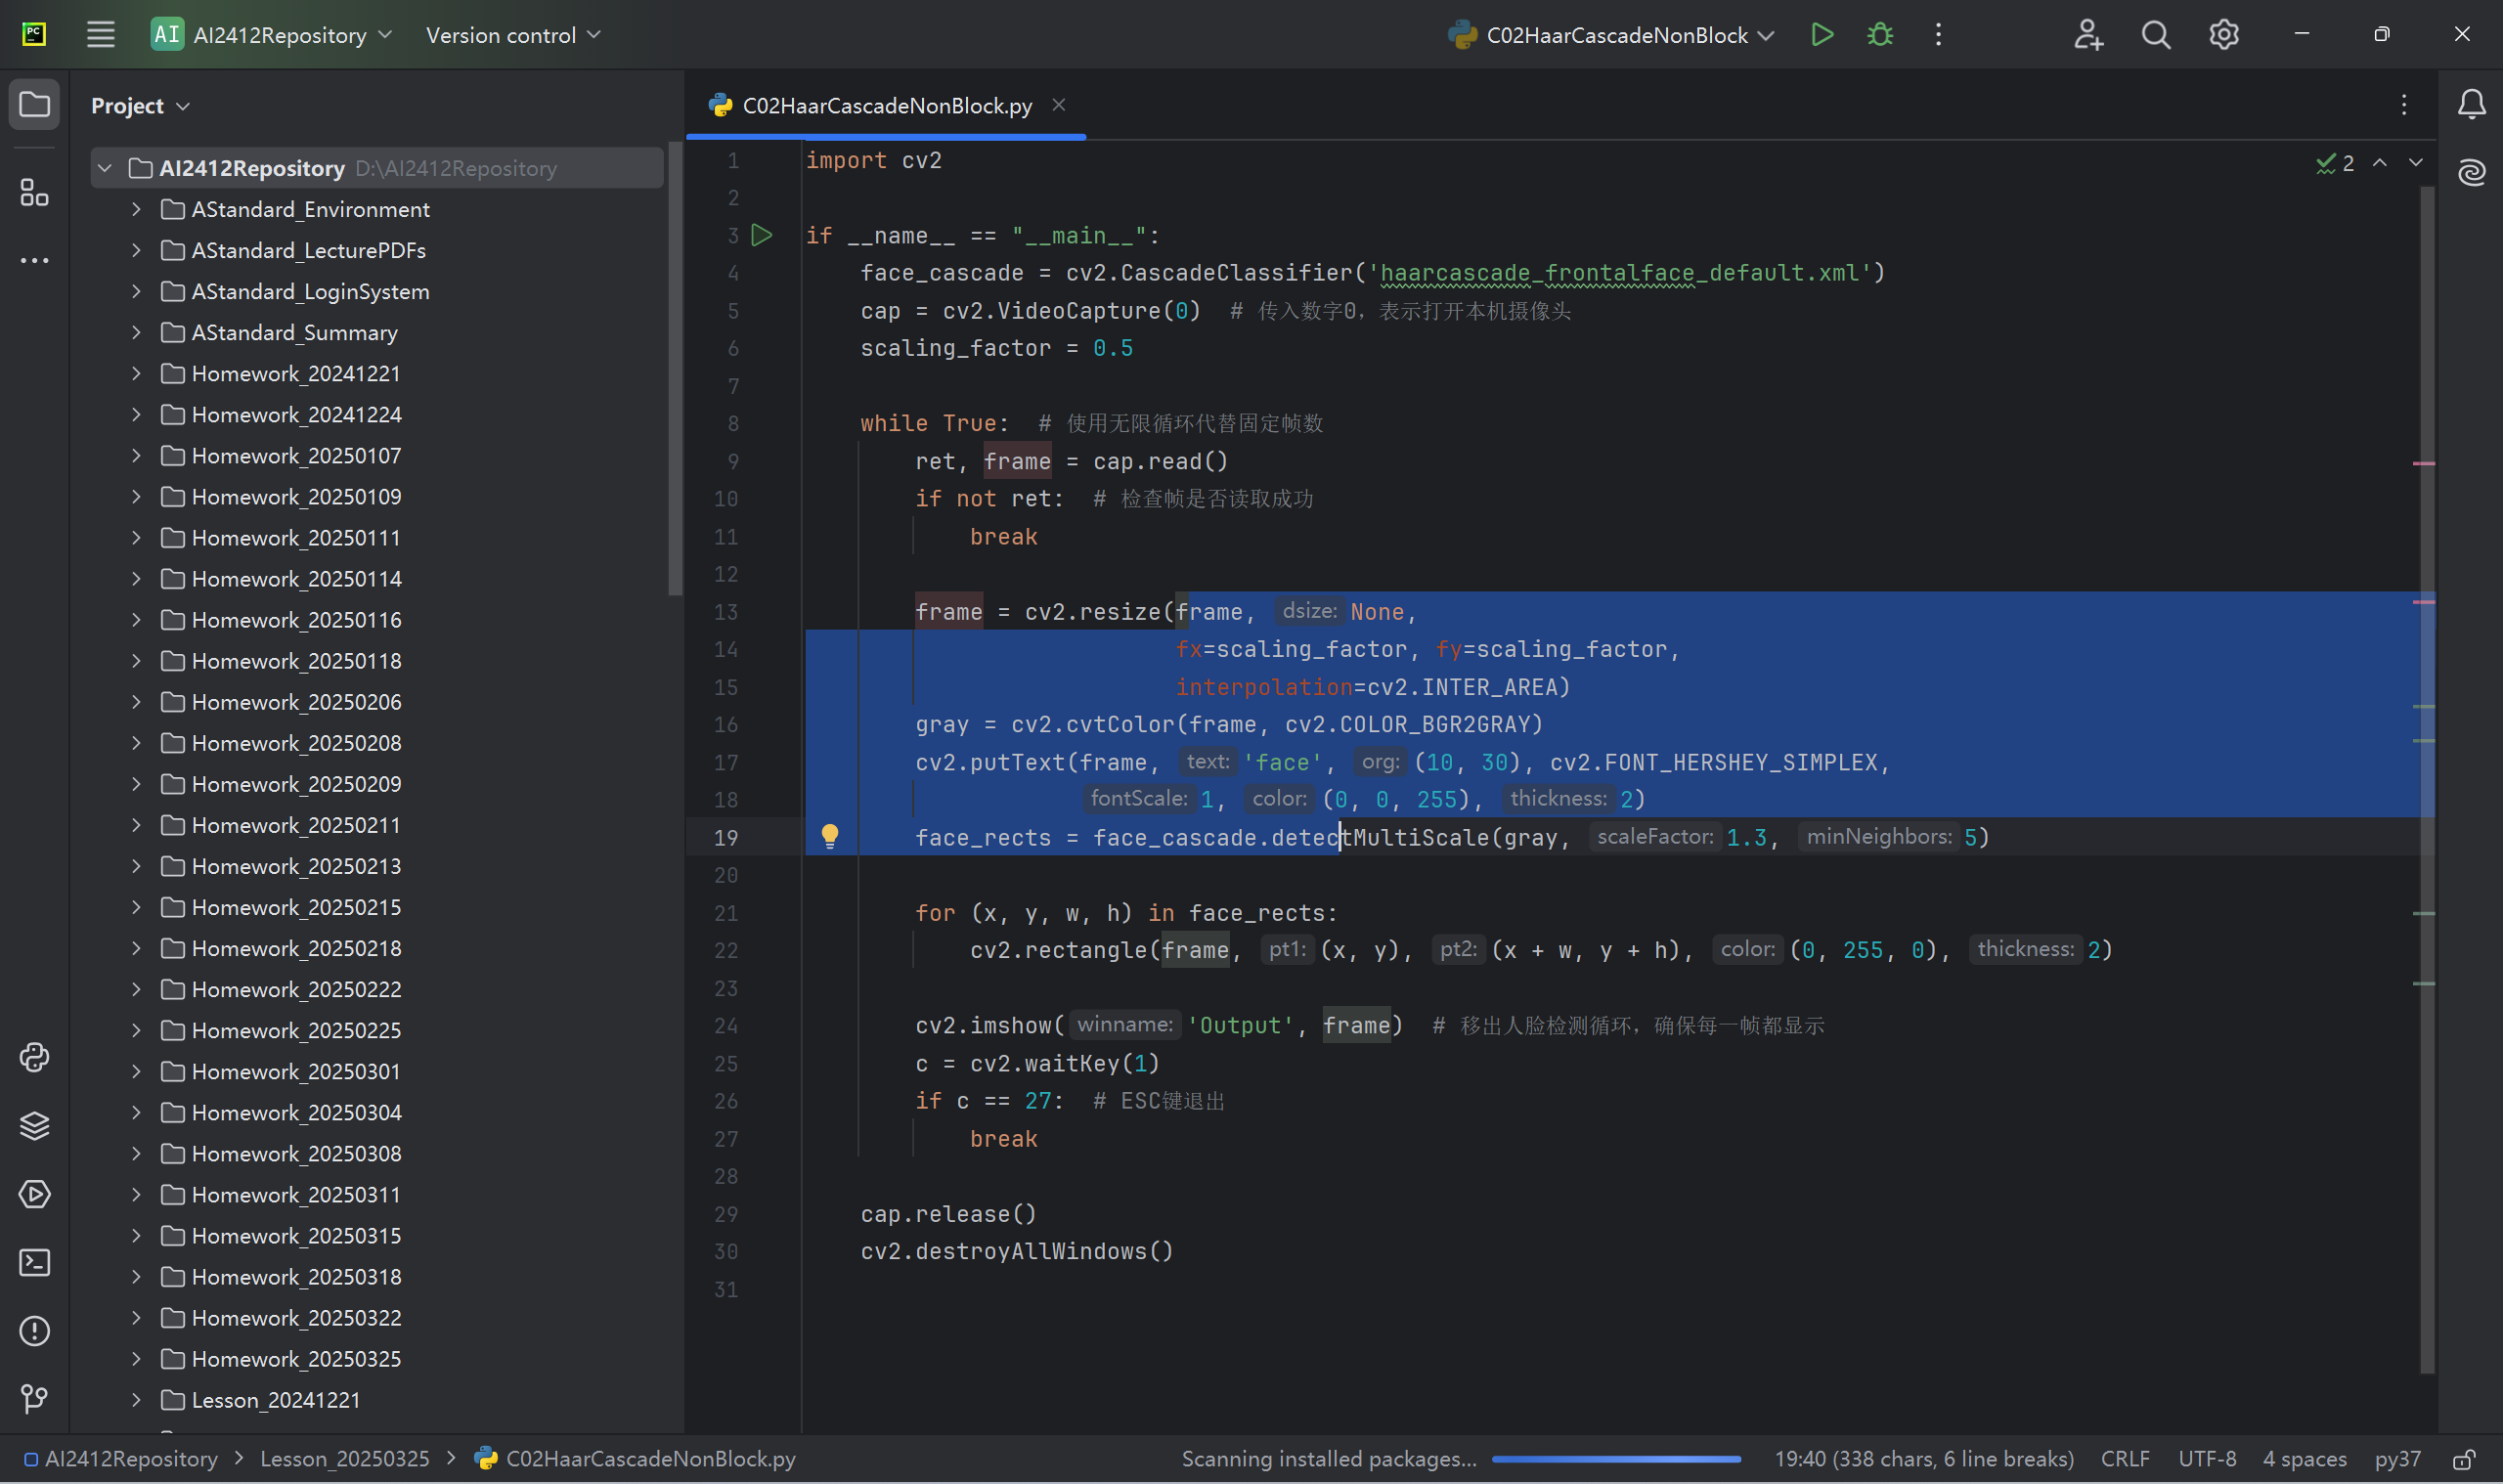 PC
AI
AI2412Repository
Version control
C02HaarCascadeNonBlock
Project
AI2412Repository D:\AI2412Repository
AStandard_Environment
AStandard_LecturePDFs
AStandard_LoginSystem
AStandard_Summary
Homework_20241221
Homework_20241224
Homework_20250107
Homework_20250109
Homework_20250111
Homework_20250114
Homework_20250116
Homework_20250118
Homework_20250206
Homework_20250208
Homework_20250209
Homework_20250211
Homework_20250213
Homework_20250215
Homework_20250218
Homework_20250222
Homework_20250225
Homework_20250301
Homework_20250304
Homework_20250308
Homework_20250311
Homework_20250315
Homework_20250318
Homework_20250322
Homework_20250325
Lesson_20241221
C02HaarCascadeNonBlock.py
2
1 import cv2
2
3 if __name__ == "__main__":
4 face_cascade = cv2.CascadeClassifier('haarcascade_frontalface_default.xml')
5 cap = cv2.VideoCapture(0) # 传入数字0，表示打开本机摄像头
6 scaling_factor = 0.5
7
8 while True: # 使用无限循环代替固定帧数
9 ret, frame = cap.read()
10 if not ret: # 检查帧是否读取成功
11 break
12
13 frame = cv2.resize(frame, dsize: None,
14 fx=scaling_factor, fy=scaling_factor,
15 interpolation=cv2.INTER_AREA)
16 gray = cv2.cvtColor(frame, cv2.COLOR_BGR2GRAY)
17 cv2.putText(frame, text: 'face', org: (10, 30), cv2.FONT_HERSHEY_SIMPLEX,
18 fontScale: 1, color: (0, 0, 255), thickness: 2)
19 face_rects = face_cascade.detectMultiScale(gray, scaleFactor: 1.3, minNeighbors: 5)
20
21 for (x, y, w, h) in face_rects:
22 cv2.rectangle(frame, pt1: (x, y), pt2: (x + w, y + h), color: (0, 255, 0), thickness: 2)
23
24 cv2.imshow( winname: 'Output', frame) # 移出人脸检测循环，确保每一帧都显示
25 c = cv2.waitKey(1)
26 if c == 27: # ESC键退出
27 break
28
29 cap.release()
30 cv2.destroyAllWindows()
31
AI2412Repository > Lesson_20250325 > C02HaarCascadeNonBlock.py
Scanning installed packages...
19:40 (338 chars, 6 line breaks)
CRLF
UTF-8
4 spaces
py37